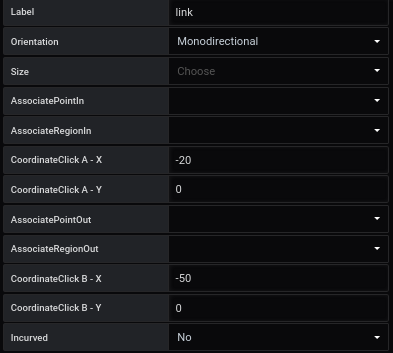 Label link
Orientation Monodirectional
Size Choose
AssociatePointIn
AssociateRegionIn
CoordinateClick A - X -20
CoordinateClick A - Y 0
AssociatePointOut
AssociateRegionOut
CoordinateClick B - X -50
CoordinateClick B - Y 0
Incurved No